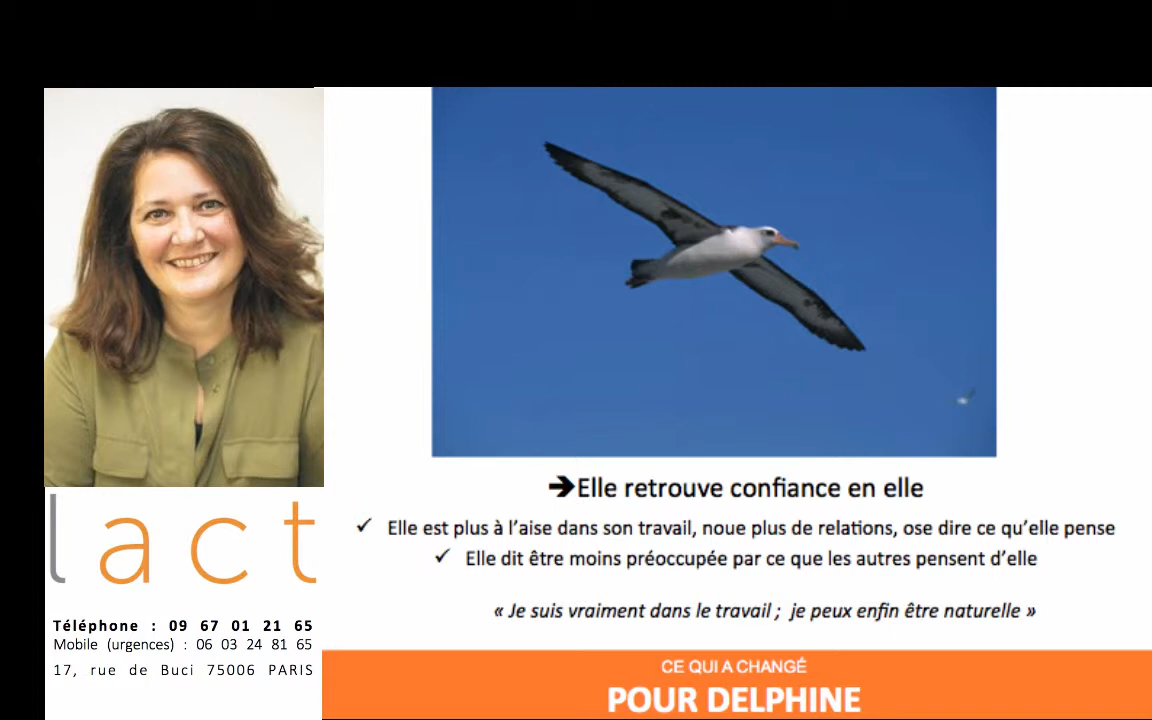 lact
Téléphone : 09 67 01 21 65
Mobile (urgences) : 06 03 24 81 65
17, rue de Buci 75006 PARIS
➔Elle retrouve confiance en elle
✓ Elle est plus à l'aise dans son travail, noue plus de relations, ose dire ce qu'elle pense
✓ Elle dit être moins préoccupée par ce que les autres pensent d'elle
« Je suis vraiment dans le travail ; je peux enfin être naturelle »
CE QUI A CHANGÉ
POUR DELPHINE